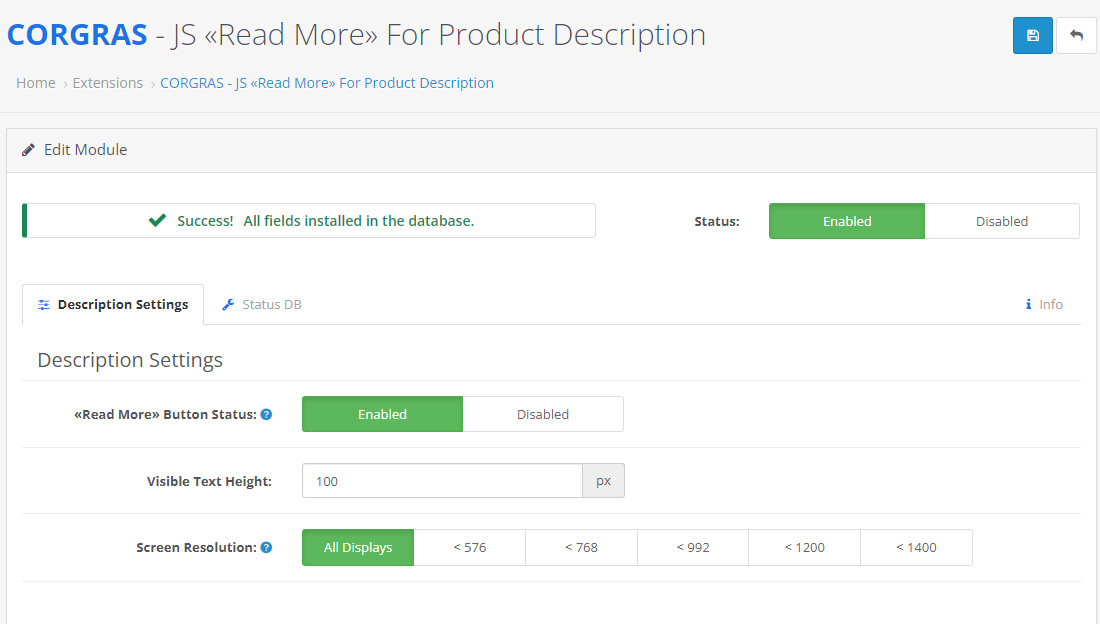 CORGRAS - JS «Read More» For Product Description
Home › Extensions › CORGRAS - JS «Read More» For Product Description
Edit Module
Success! All fields installed in the database.
Status: Enabled Disabled
Description Settings Status DB Info
Description Settings
«Read More» Button Status: Enabled Disabled
Visible Text Height: 100 px
Screen Resolution: All Displays < 576 < 768 < 992 < 1200 < 1400